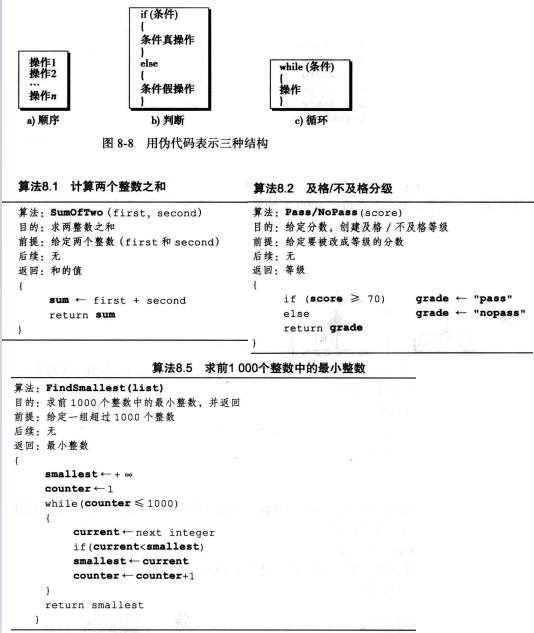 操作1
操作2
…
操作n
a) 顺序
if (条件)
{
条件真操作
}
else
{
条件假操作
}
b) 判断
while (条件)
{
操作
}
c) 循环
图 8-8 用伪代码表示三种结构
算法8.1 计算两个整数之和
算法：SumOfTwo (first, second)
目的：求两整数之和
前提：给定两个数 (first 和 second)
后续：无
返回：和的值
{
sum ← first + second
return sum
}
算法8.2 及格/不及格分级
算法：Pass/NoPass(score)
目的：给定分数，创建及格 / 不及格等级
前提：给定要被改成等级的分数
后续：无
返回：等级
{
if (score ≥ 70) grade ← "pass"
else grade ← "nopass"
return grade
}
算法8.5 求前1 000个整数中的最小整数
算法：FindSmallest(list)
目的：求前 1000 个整数中的最小整数，并返回
前提：给定一组超过 1000 个整数
后续：无
返回：最小整数
{
smallest ← + ∞
counter ← 1
while(counter ≤ 1000)
{
current ← next integer
if(current<smallest)
smallest ← current
counter ← counter+1
}
return smallest
}